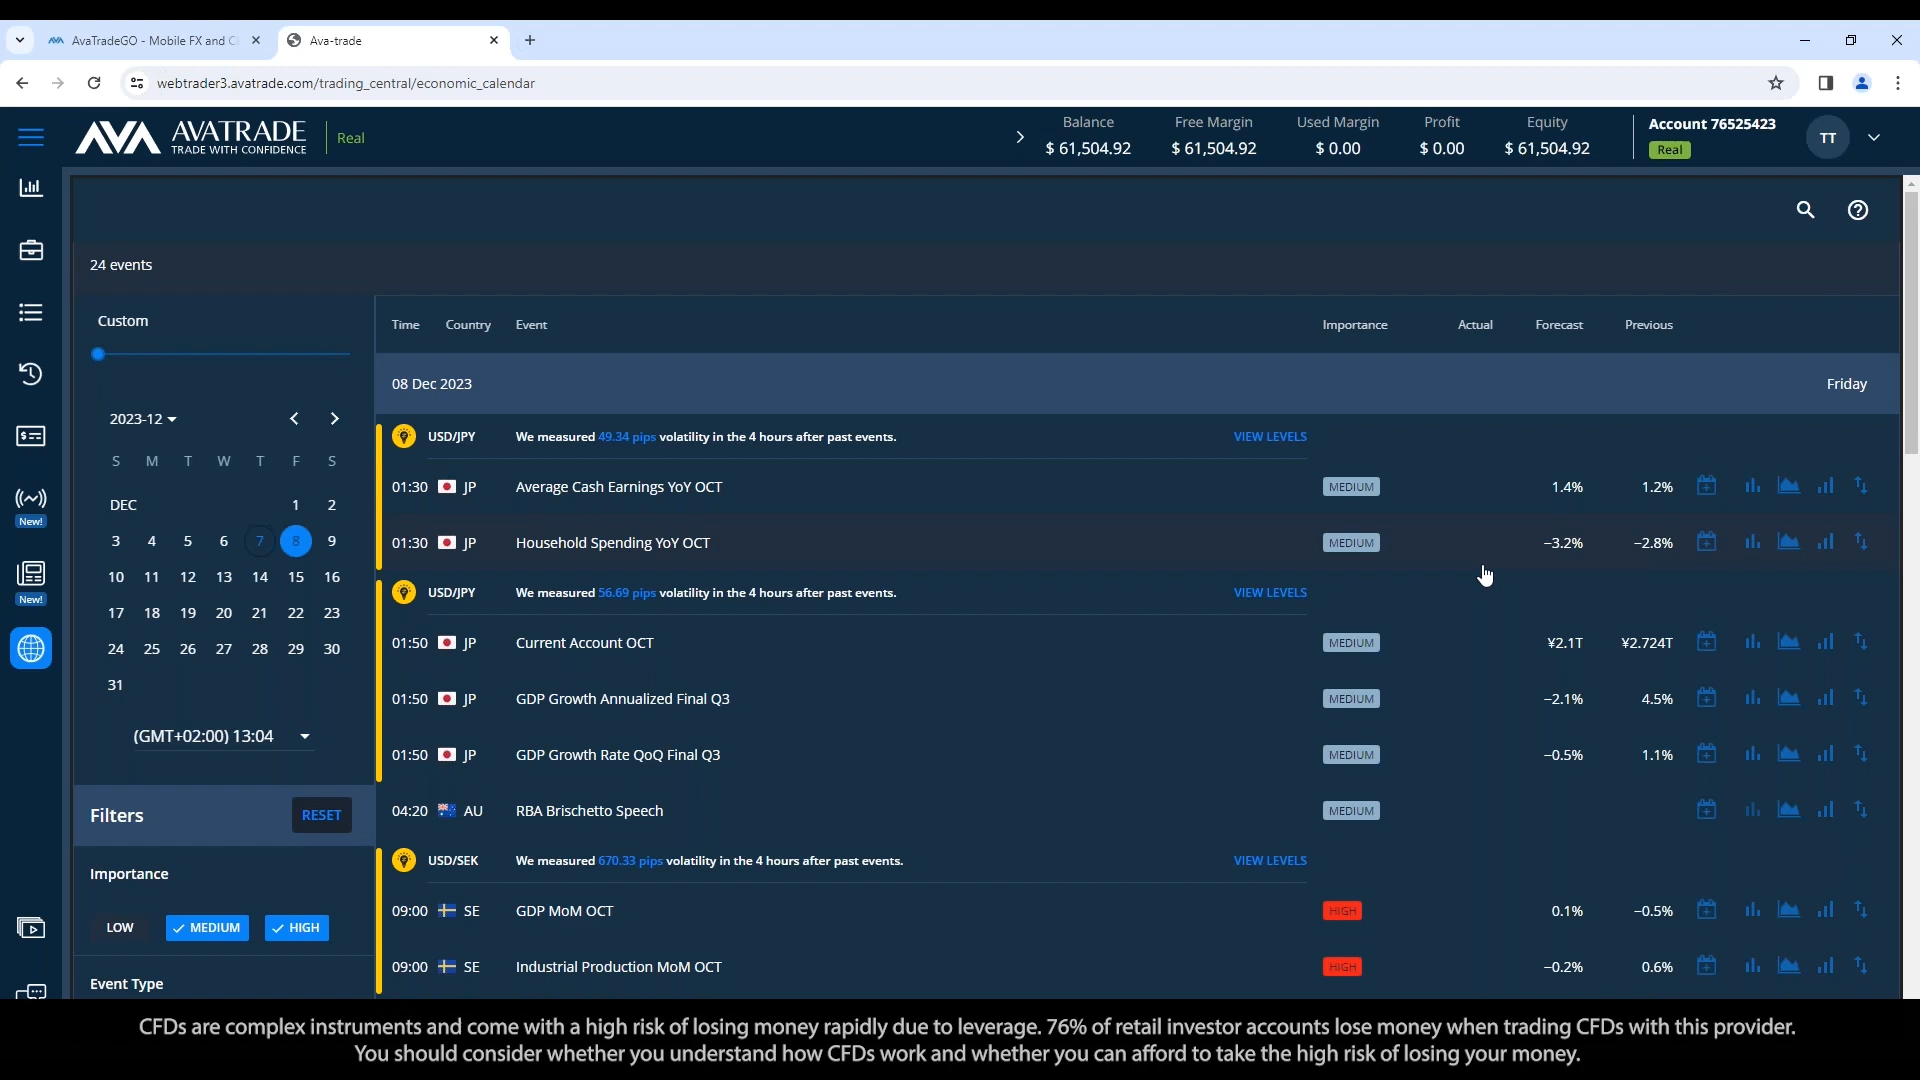 AvaTradeGO - Mobile FX and C
Ava-trade
webtrader3.avatrade.com/trading_central/economic_calendar
AVA AVATRADE
TRADE WITH CONFIDENCE
Real
Balance Free Margin Used Margin Profit Equity
$ 61,504.92 $ 61,504.92 $ 0.00 $ 0.00 $ 61,504.92
Account 76525423
Real
TT
New!
New!
24 events
Custom
2023-12
S M T W T F S
DEC 1 2
3 4 5 6 7 8 9
10 11 12 13 14 15 16
17 18 19 20 21 22 23
24 25 26 27 28 29 30
31
(GMT+02:00) 13:04
Filters RESET
Importance
LOW MEDIUM HIGH
Event Type
Time Country Event Importance Actual Forecast Previous
08 Dec 2023 Friday
USD/JPY We measured 49.34 pips volatility in the 4 hours after past events. VIEW LEVELS
01:30 JP Average Cash Earnings YoY OCT MEDIUM 1.4% 1.2%
01:30 JP Household Spending YoY OCT MEDIUM −3.2% −2.8%
USD/JPY We measured 56.69 pips volatility in the 4 hours after past events. VIEW LEVELS
01:50 JP Current Account OCT MEDIUM ¥2.1T ¥2.724T
01:50 JP GDP Growth Annualized Final Q3 MEDIUM −2.1% 4.5%
01:50 JP GDP Growth Rate QoQ Final Q3 MEDIUM −0.5% 1.1%
04:20 AU RBA Brischetto Speech MEDIUM
USD/SEK We measured 670.33 pips volatility in the 4 hours after past events. VIEW LEVELS
09:00 SE GDP MoM OCT HIGH 0.1% −0.5%
09:00 SE Industrial Production MoM OCT HIGH −0.2% 0.6%
CFDs are complex instruments and come with a high risk of losing money rapidly due to leverage. 76% of retail investor accounts lose money when trading CFDs with this provider.
You should consider whether you understand how CFDs work and whether you can afford to take the high risk of losing your money.